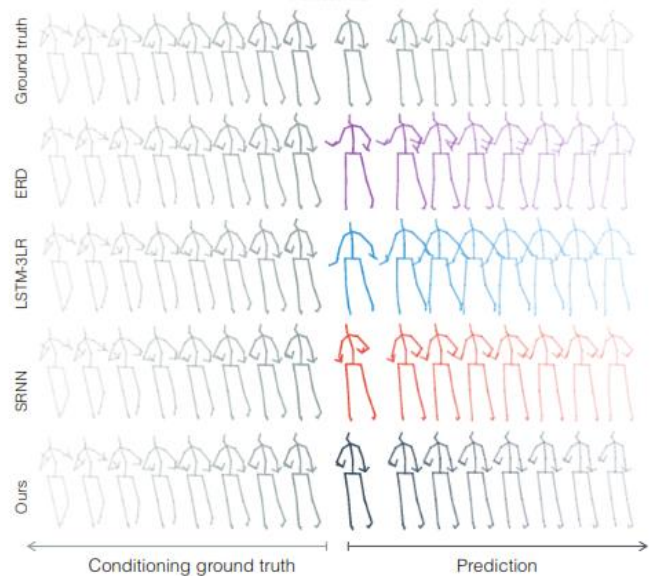 Ground truth
ERD
LSTM-3LR
SRNN
Ours
Conditioning ground truth
Prediction